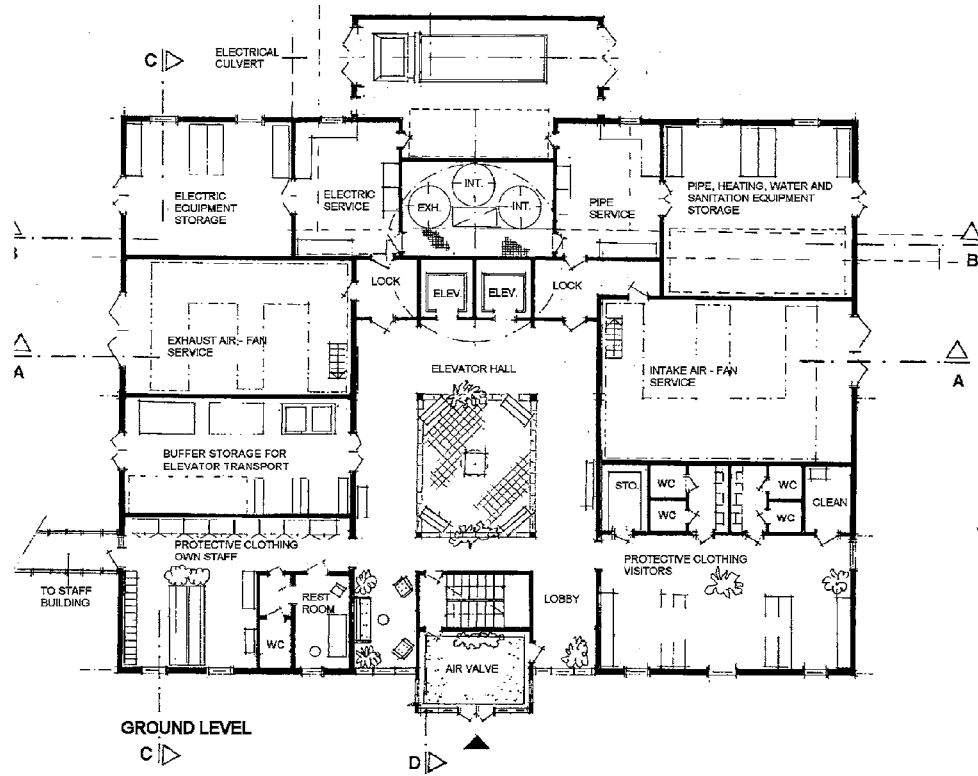 C
ELECTRICAL
CULVERT
ELECTRIC
EQUIPMENT
STORAGE
ELECTRIC
SERVICE
EXH.
INT.
INT.
PIPE
SERVICE
PIPE, HEATING, WATER AND
SANITATION EQUIPMENT
STORAGE
B
B
LOCK
ELEV.
ELEV.
LOCK
EXHAUST AIR - FAN
SERVICE
A
ELEVATOR HALL
INTAKE AIR - FAN
SERVICE
A
BUFFER STORAGE FOR
ELEVATOR TRANSPORT
STO.
WC
WC
WC
WC
CLEAN
PROTECTIVE CLOTHING
OWN STAFF
PROTECTIVE CLOTHING
VISITORS
TO STAFF
BUILDING
REST
ROOM
WC
LOBBY
AIR VALVE
GROUND LEVEL
C
D